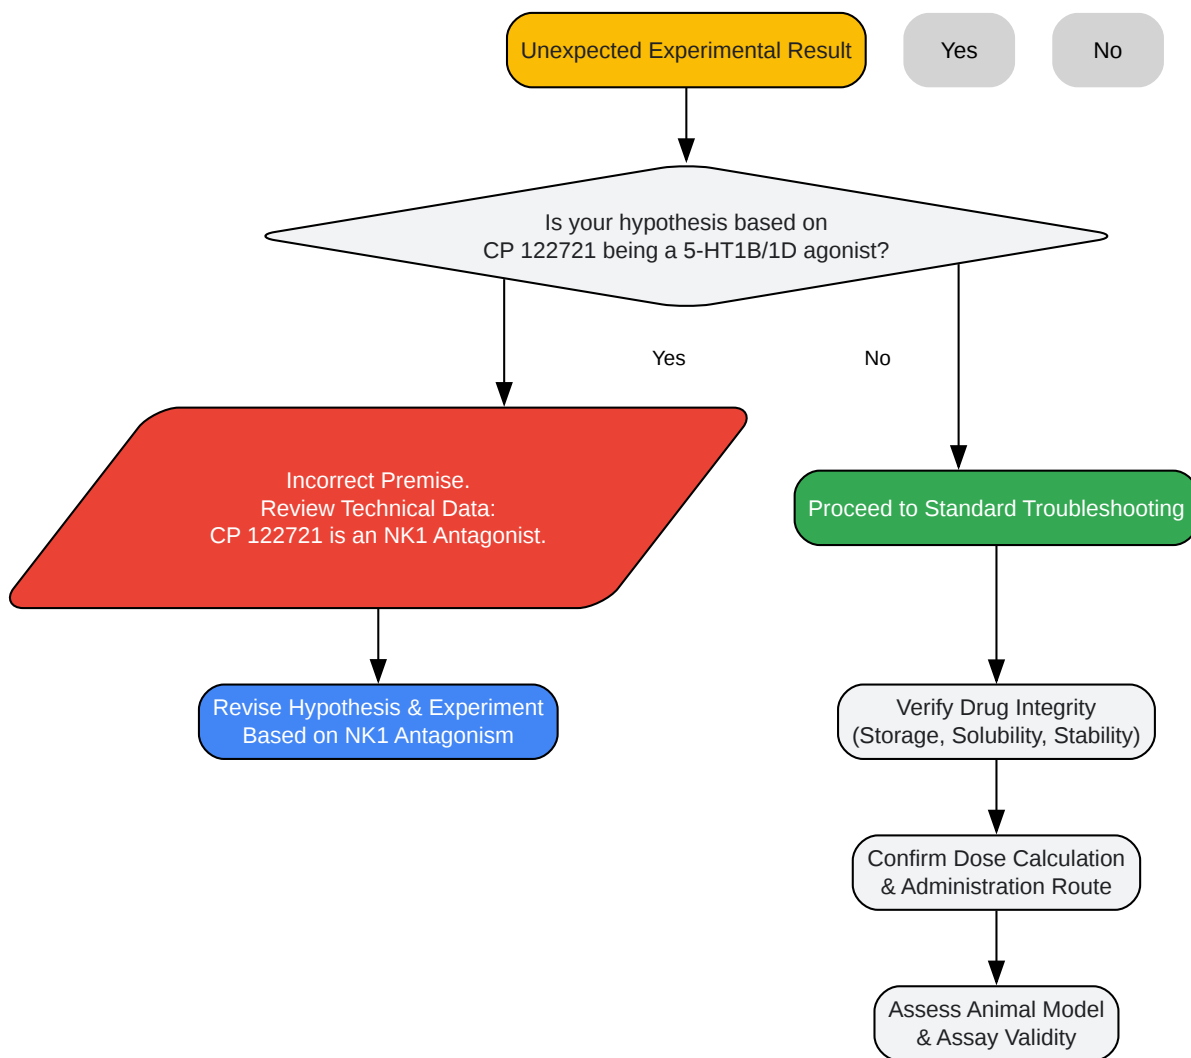 Unexpected Experimental Result
Yes
No
Is your hypothesis based on
CP 122721 being a 5-HT1B/1D agonist?
Yes
No
Incorrect Premise.
Review Technical Data:
CP 122721 is an NK1 Antagonist.
Proceed to Standard Troubleshooting
Revise Hypothesis & Experiment
Based on NK1 Antagonism
Verify Drug Integrity
(Storage, Solubility, Stability)
Confirm Dose Calculation
& Administration Route
Assess Animal Model
& Assay Validity